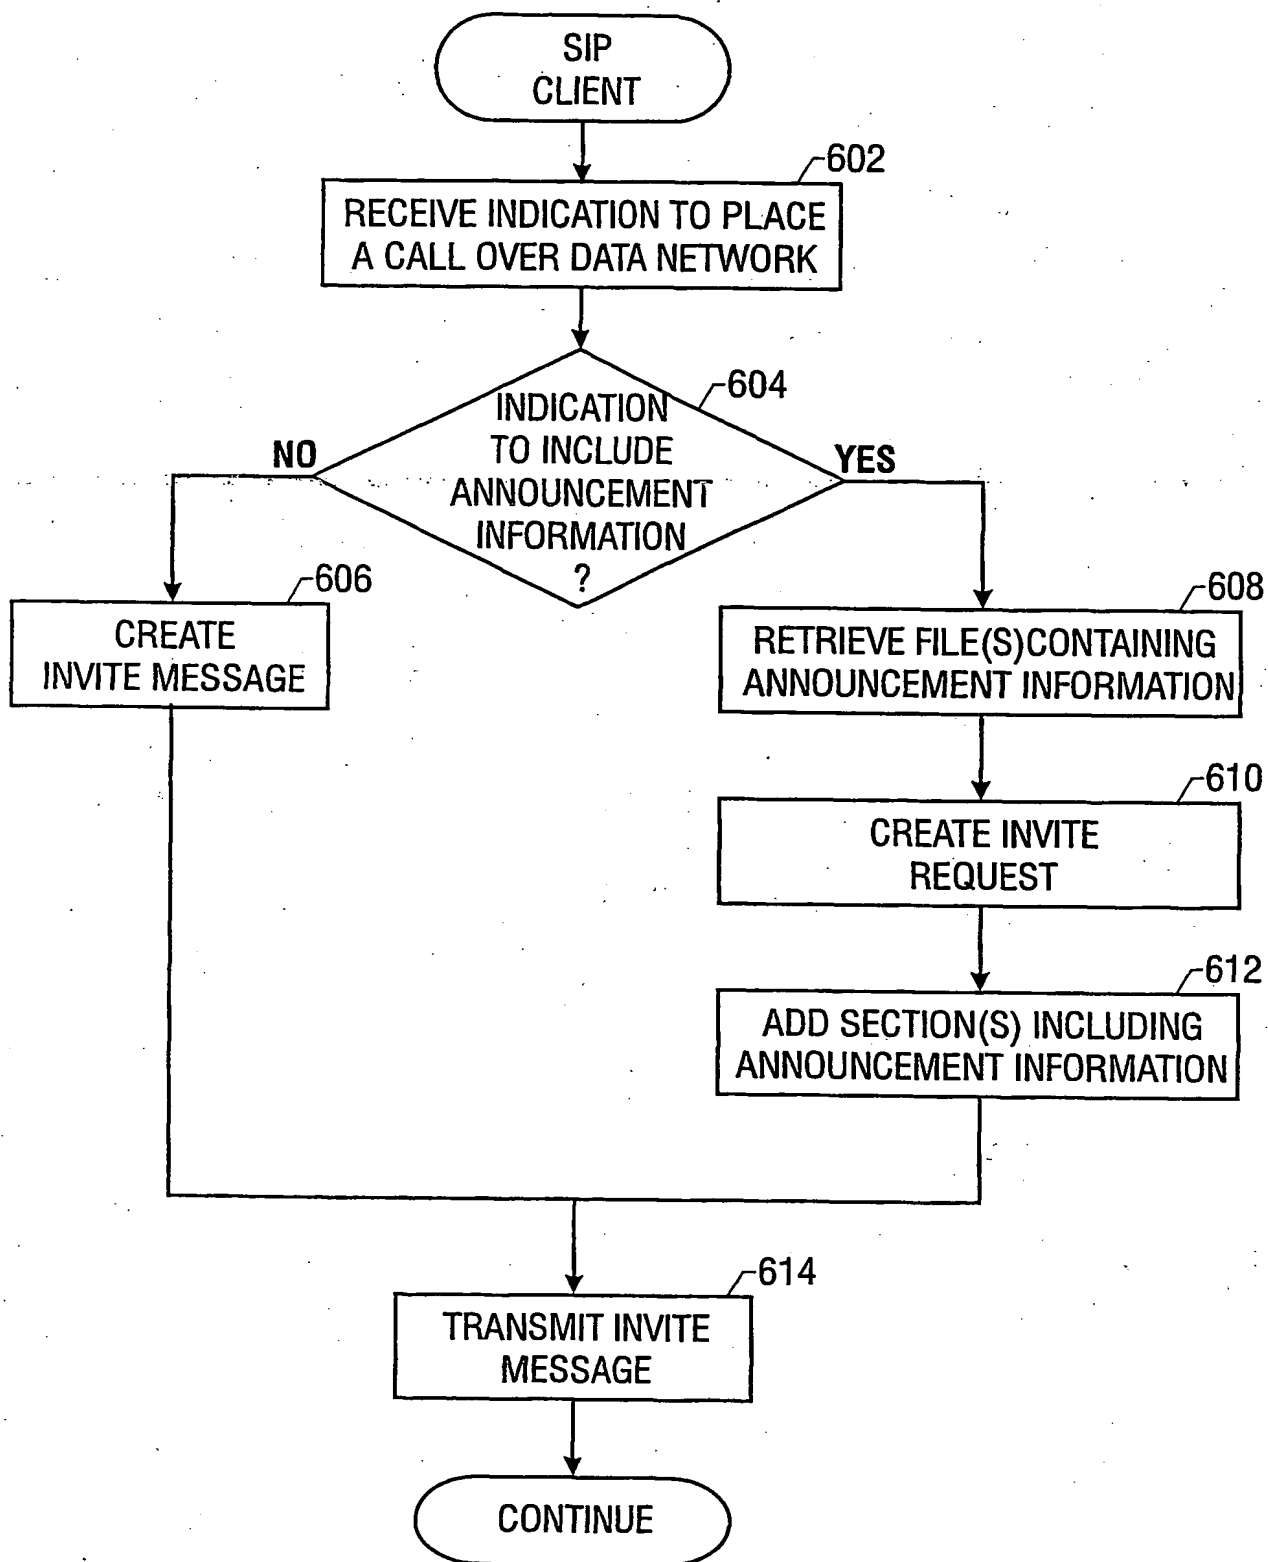 SIP
CLIENT
602
RECEIVE INDICATION TO PLACE
A CALL OVER DATA NETWORK
604
INDICATION
TO INCLUDE
ANNOUNCEMENT
INFORMATION
?
NO
YES
606
CREATE
INVITE MESSAGE
608
RETRIEVE FILE(S)CONTAINING
ANNOUNCEMENT INFORMATION
610
CREATE INVITE
REQUEST
612
ADD SECTION(S) INCLUDING
ANNOUNCEMENT INFORMATION
614
TRANSMIT INVITE
MESSAGE
CONTINUE